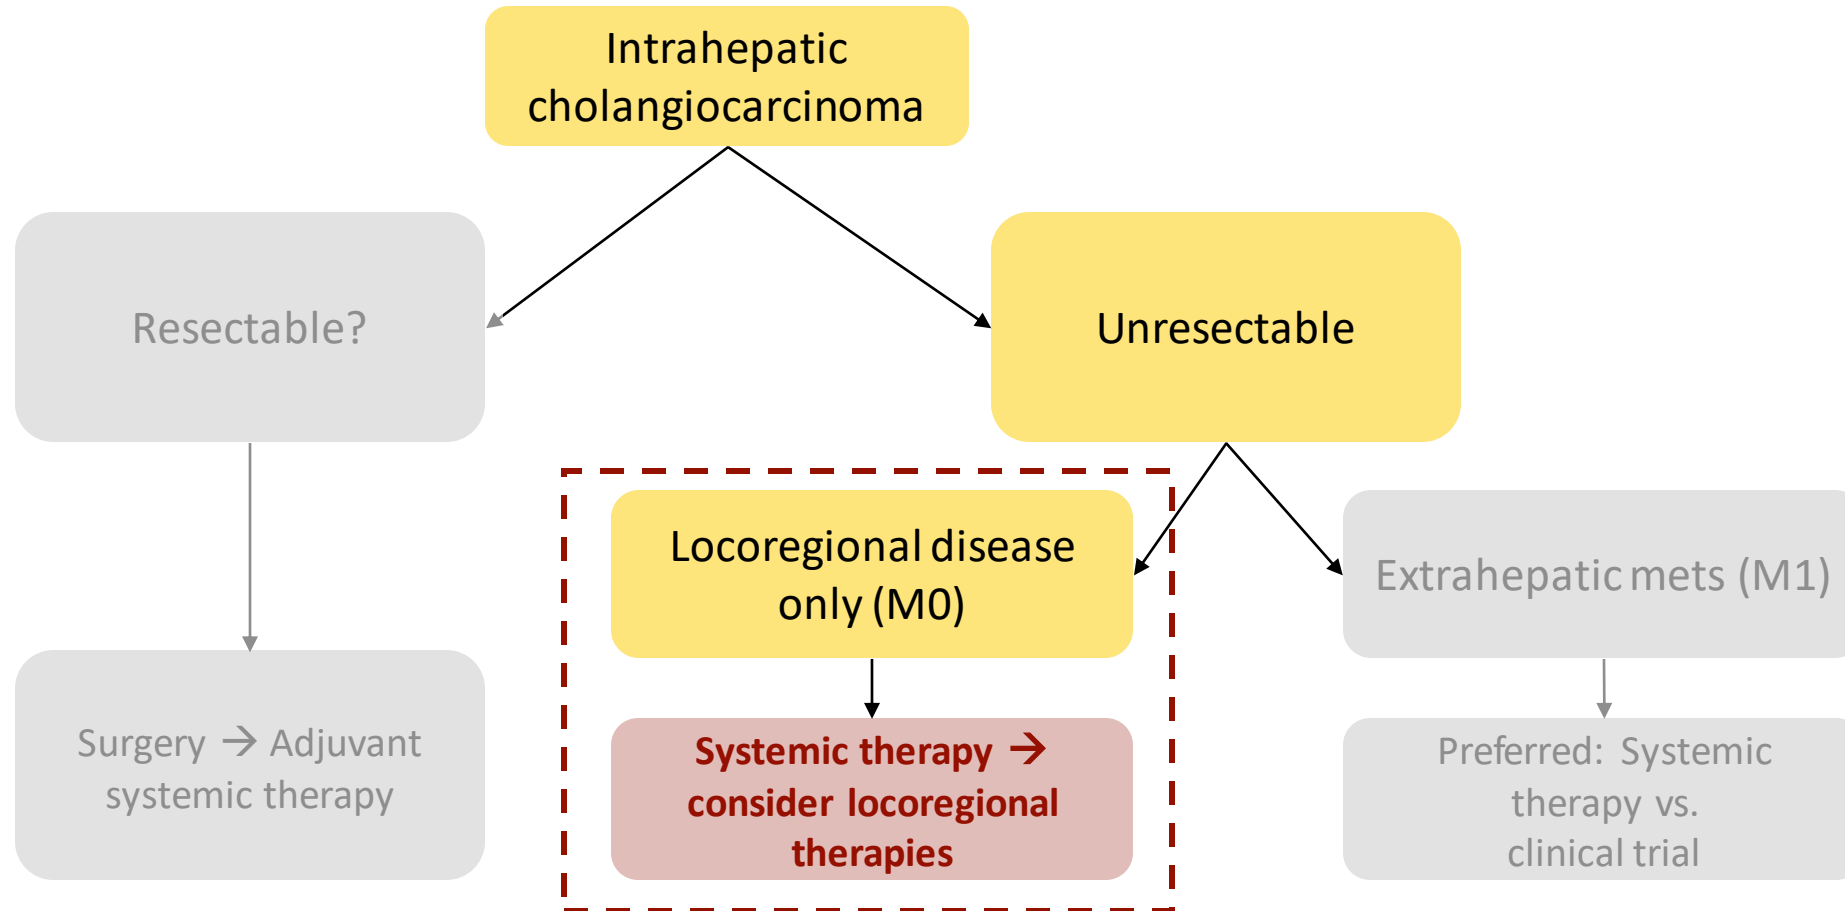 Intrahepatic
cholangiocarcinoma
Resectable?
Unresectable
Locoregional disease
only (M0)
Extrahepatic mets (M1)
Surgery → Adjuvant
systemic therapy
Systemic therapy →
consider locoregional
therapies
Preferred: Systemic
therapy vs.
clinical trial